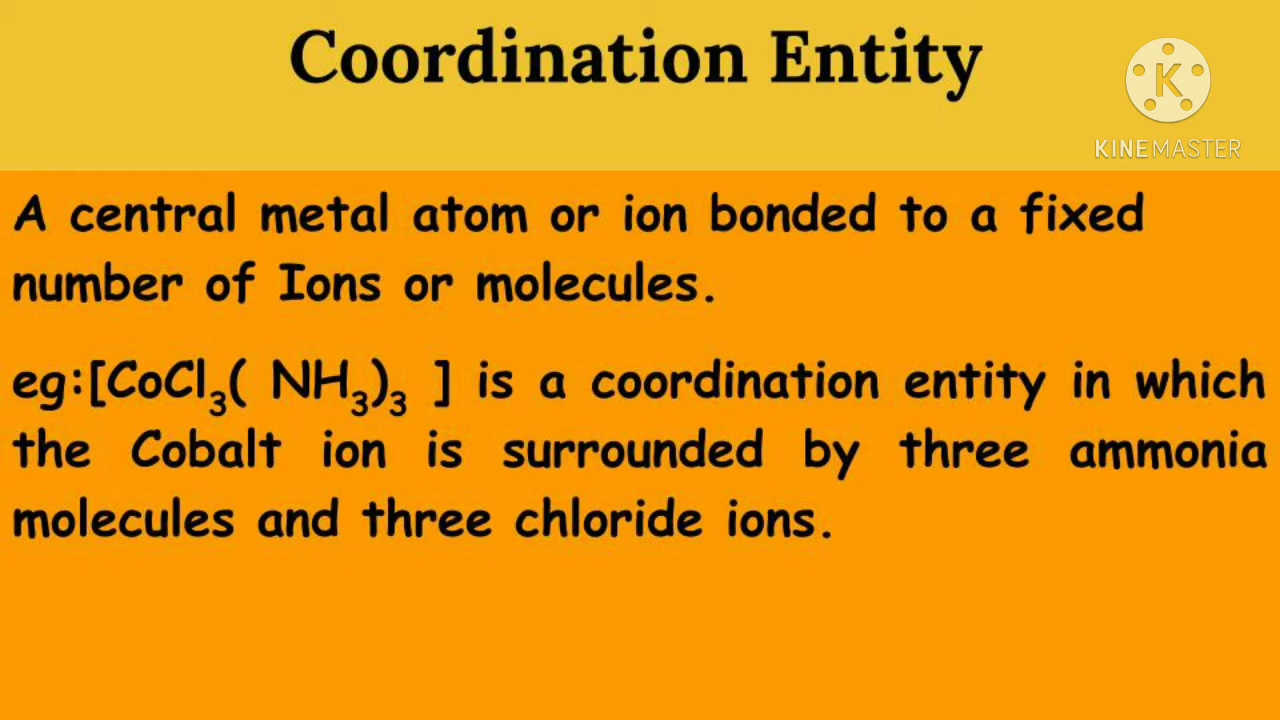 Coordination Entity
K
KINEMASTER
A central metal atom or ion bonded to a fixed
number of Ions or molecules.
eg:[CoCl₃( NH₃)₃ ] is a coordination entity in which
the Cobalt ion is surrounded by three ammonia
molecules and three chloride ions.